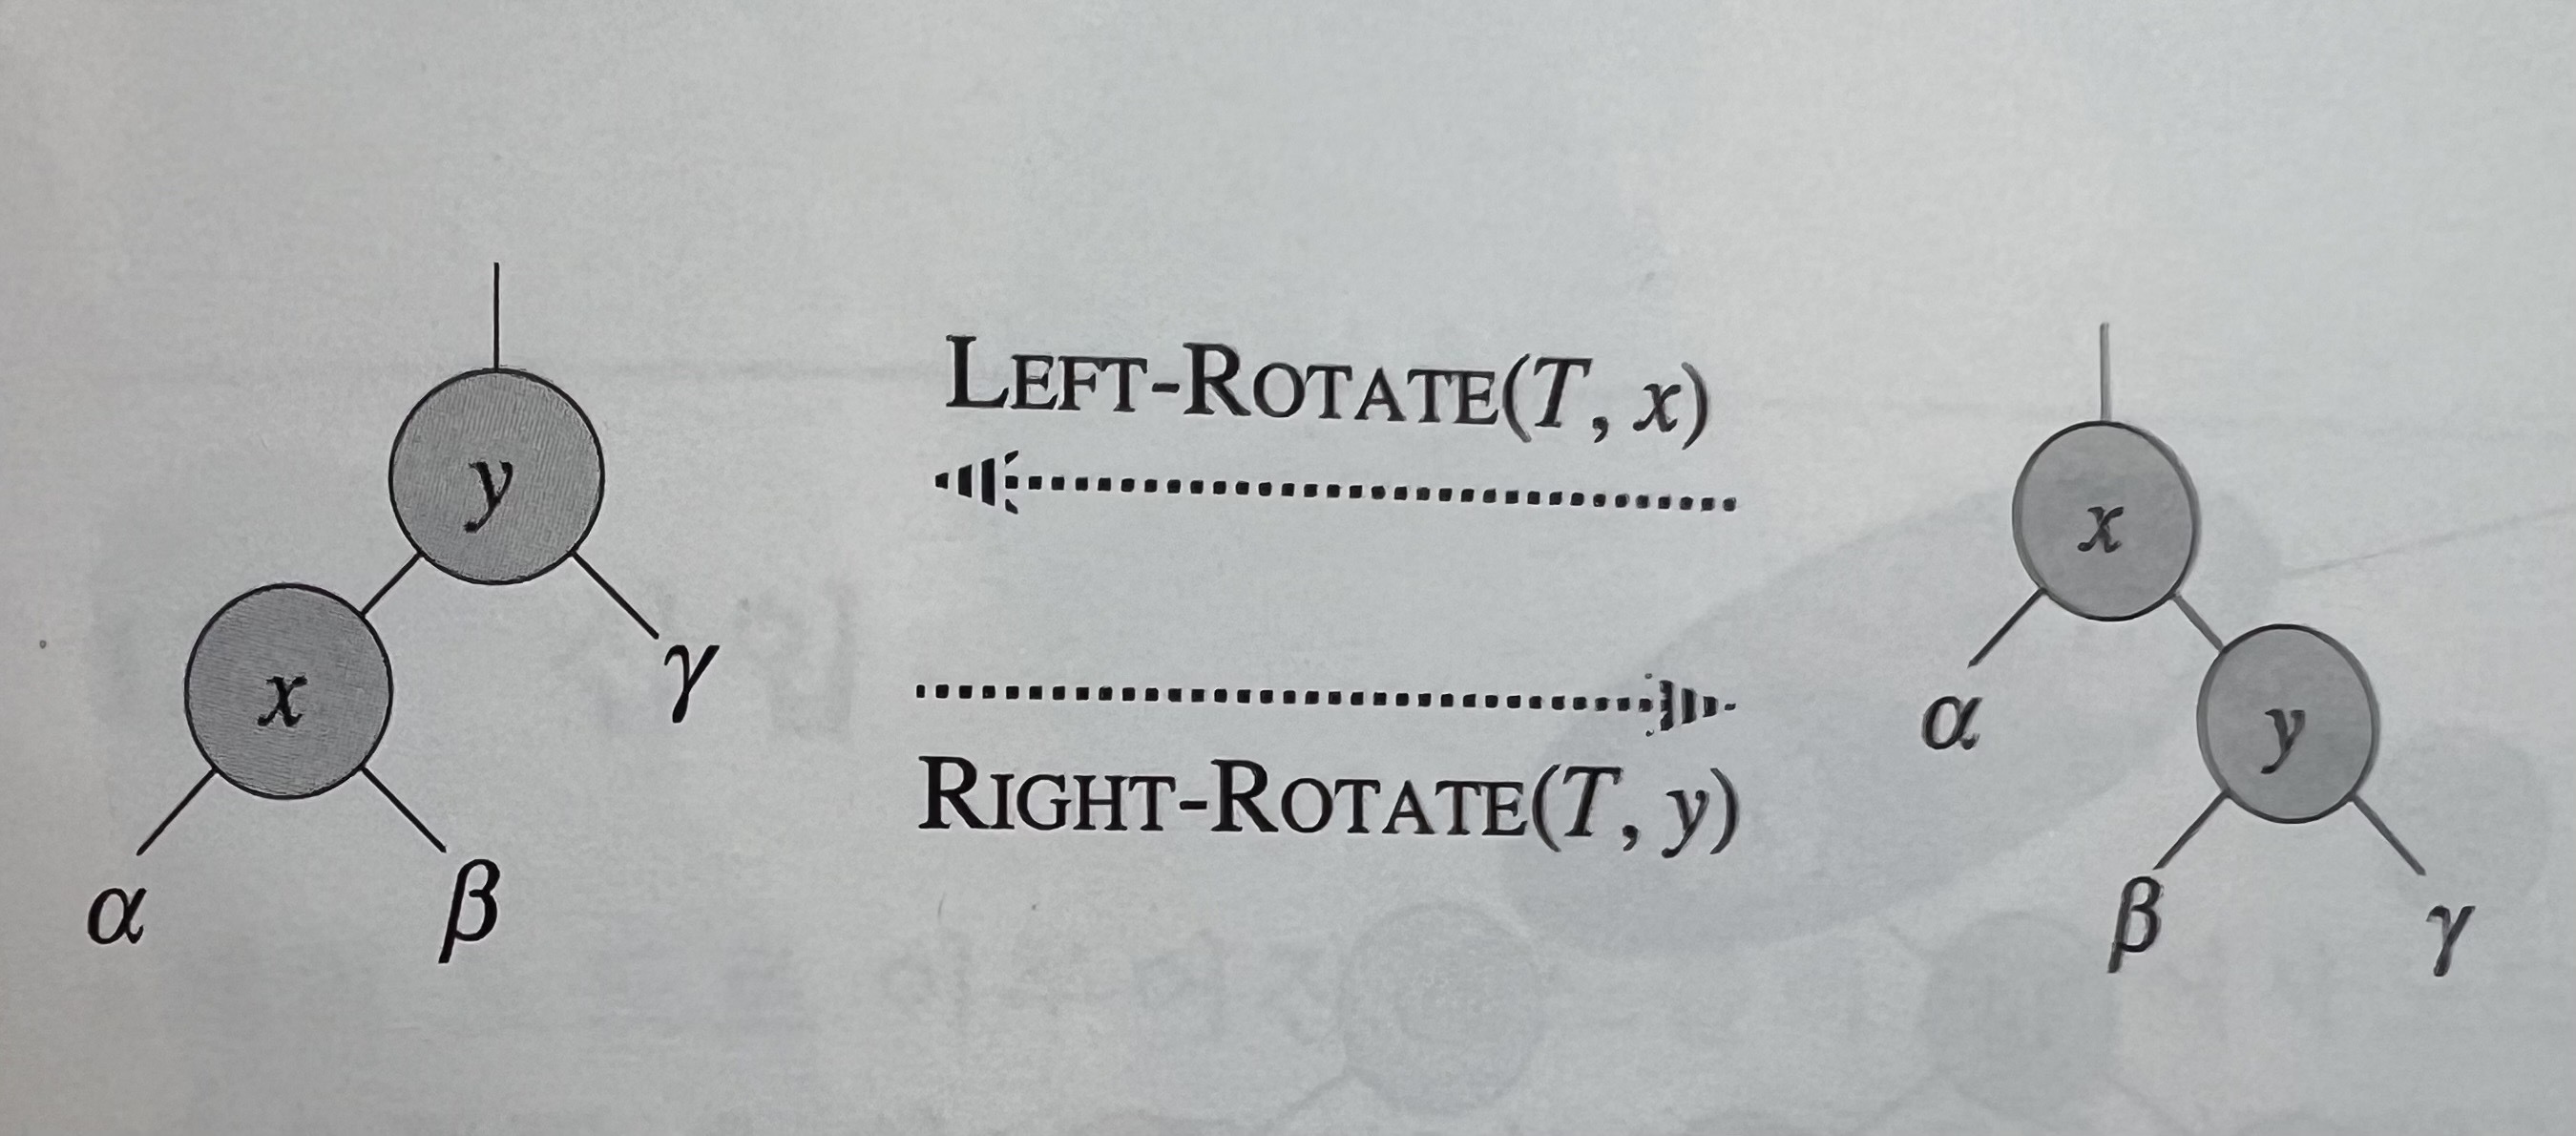 y
x
γ
α
β
LEFT-ROTATE(T, x)
RIGHT-ROTATE(T, y)
x
α
y
β
γ